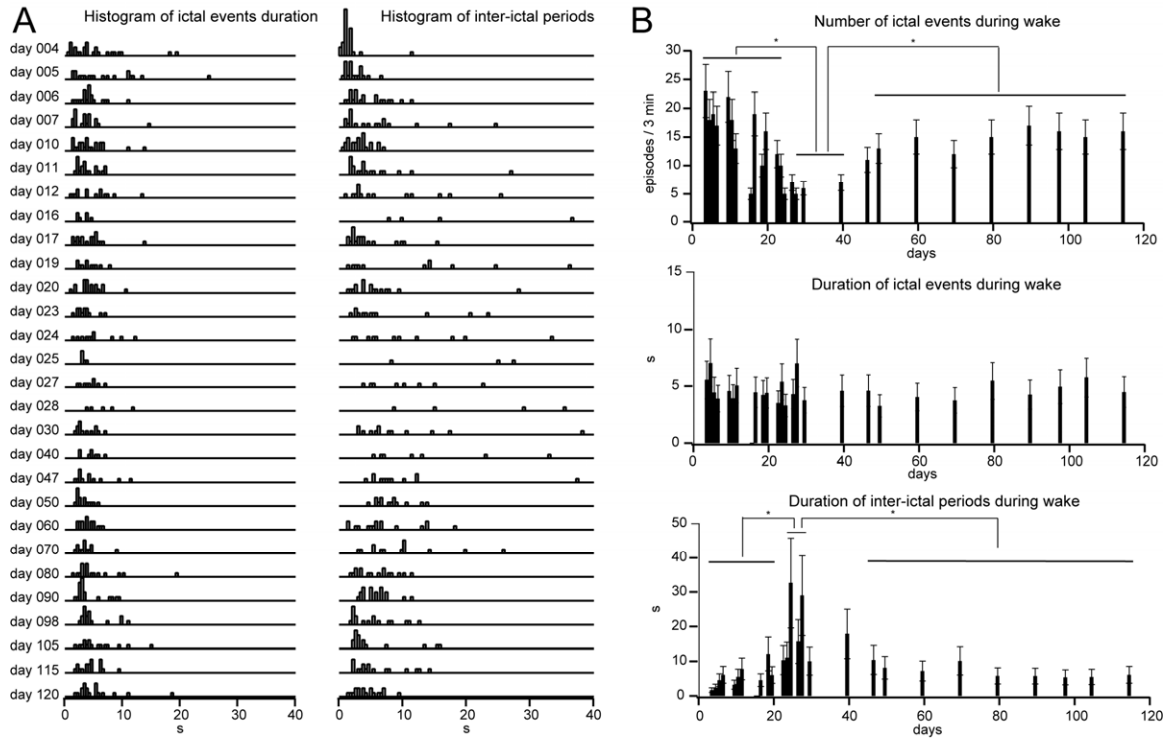 A
Histogram of ictal events duration
Histogram of inter-ictal periods
day 004
day 005
day 006
day 007
day 010
day 011
day 012
day 016
day 017
day 019
day 020
day 023
day 024
day 025
day 027
day 028
day 030
day 040
day 047
day 050
day 060
day 070
day 080
day 090
day 098
day 105
day 115
day 120
0 10 20 30 40
s
0 10 20 30 40
s
B
Number of ictal events during wake
* *
30
25
20
15
10
5
0
episodes / 3 min
0 20 40 60 80 100 120
days
Duration of ictal events during wake
15
10
5
0
s
0 20 40 60 80 100 120
days
Duration of inter-ictal periods during wake
* *
50
40
30
20
10
0
s
0 20 40 60 80 100 120
days